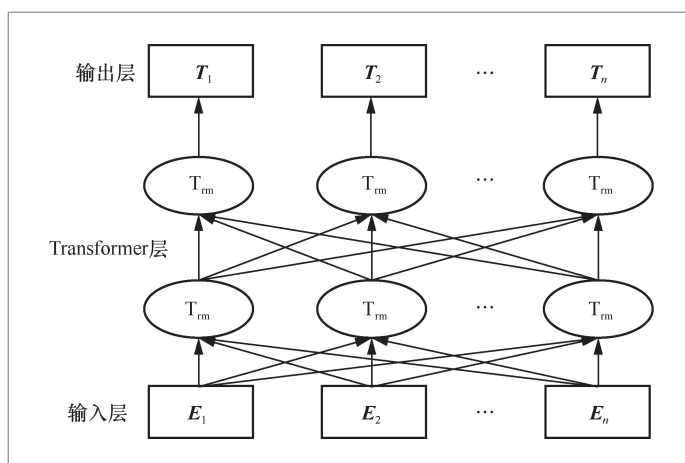 输出层 T1 T2 … Tn
Trm Trm … Trm
Transformer层
Trm Trm … Trm
输入层 E1 E2 … En